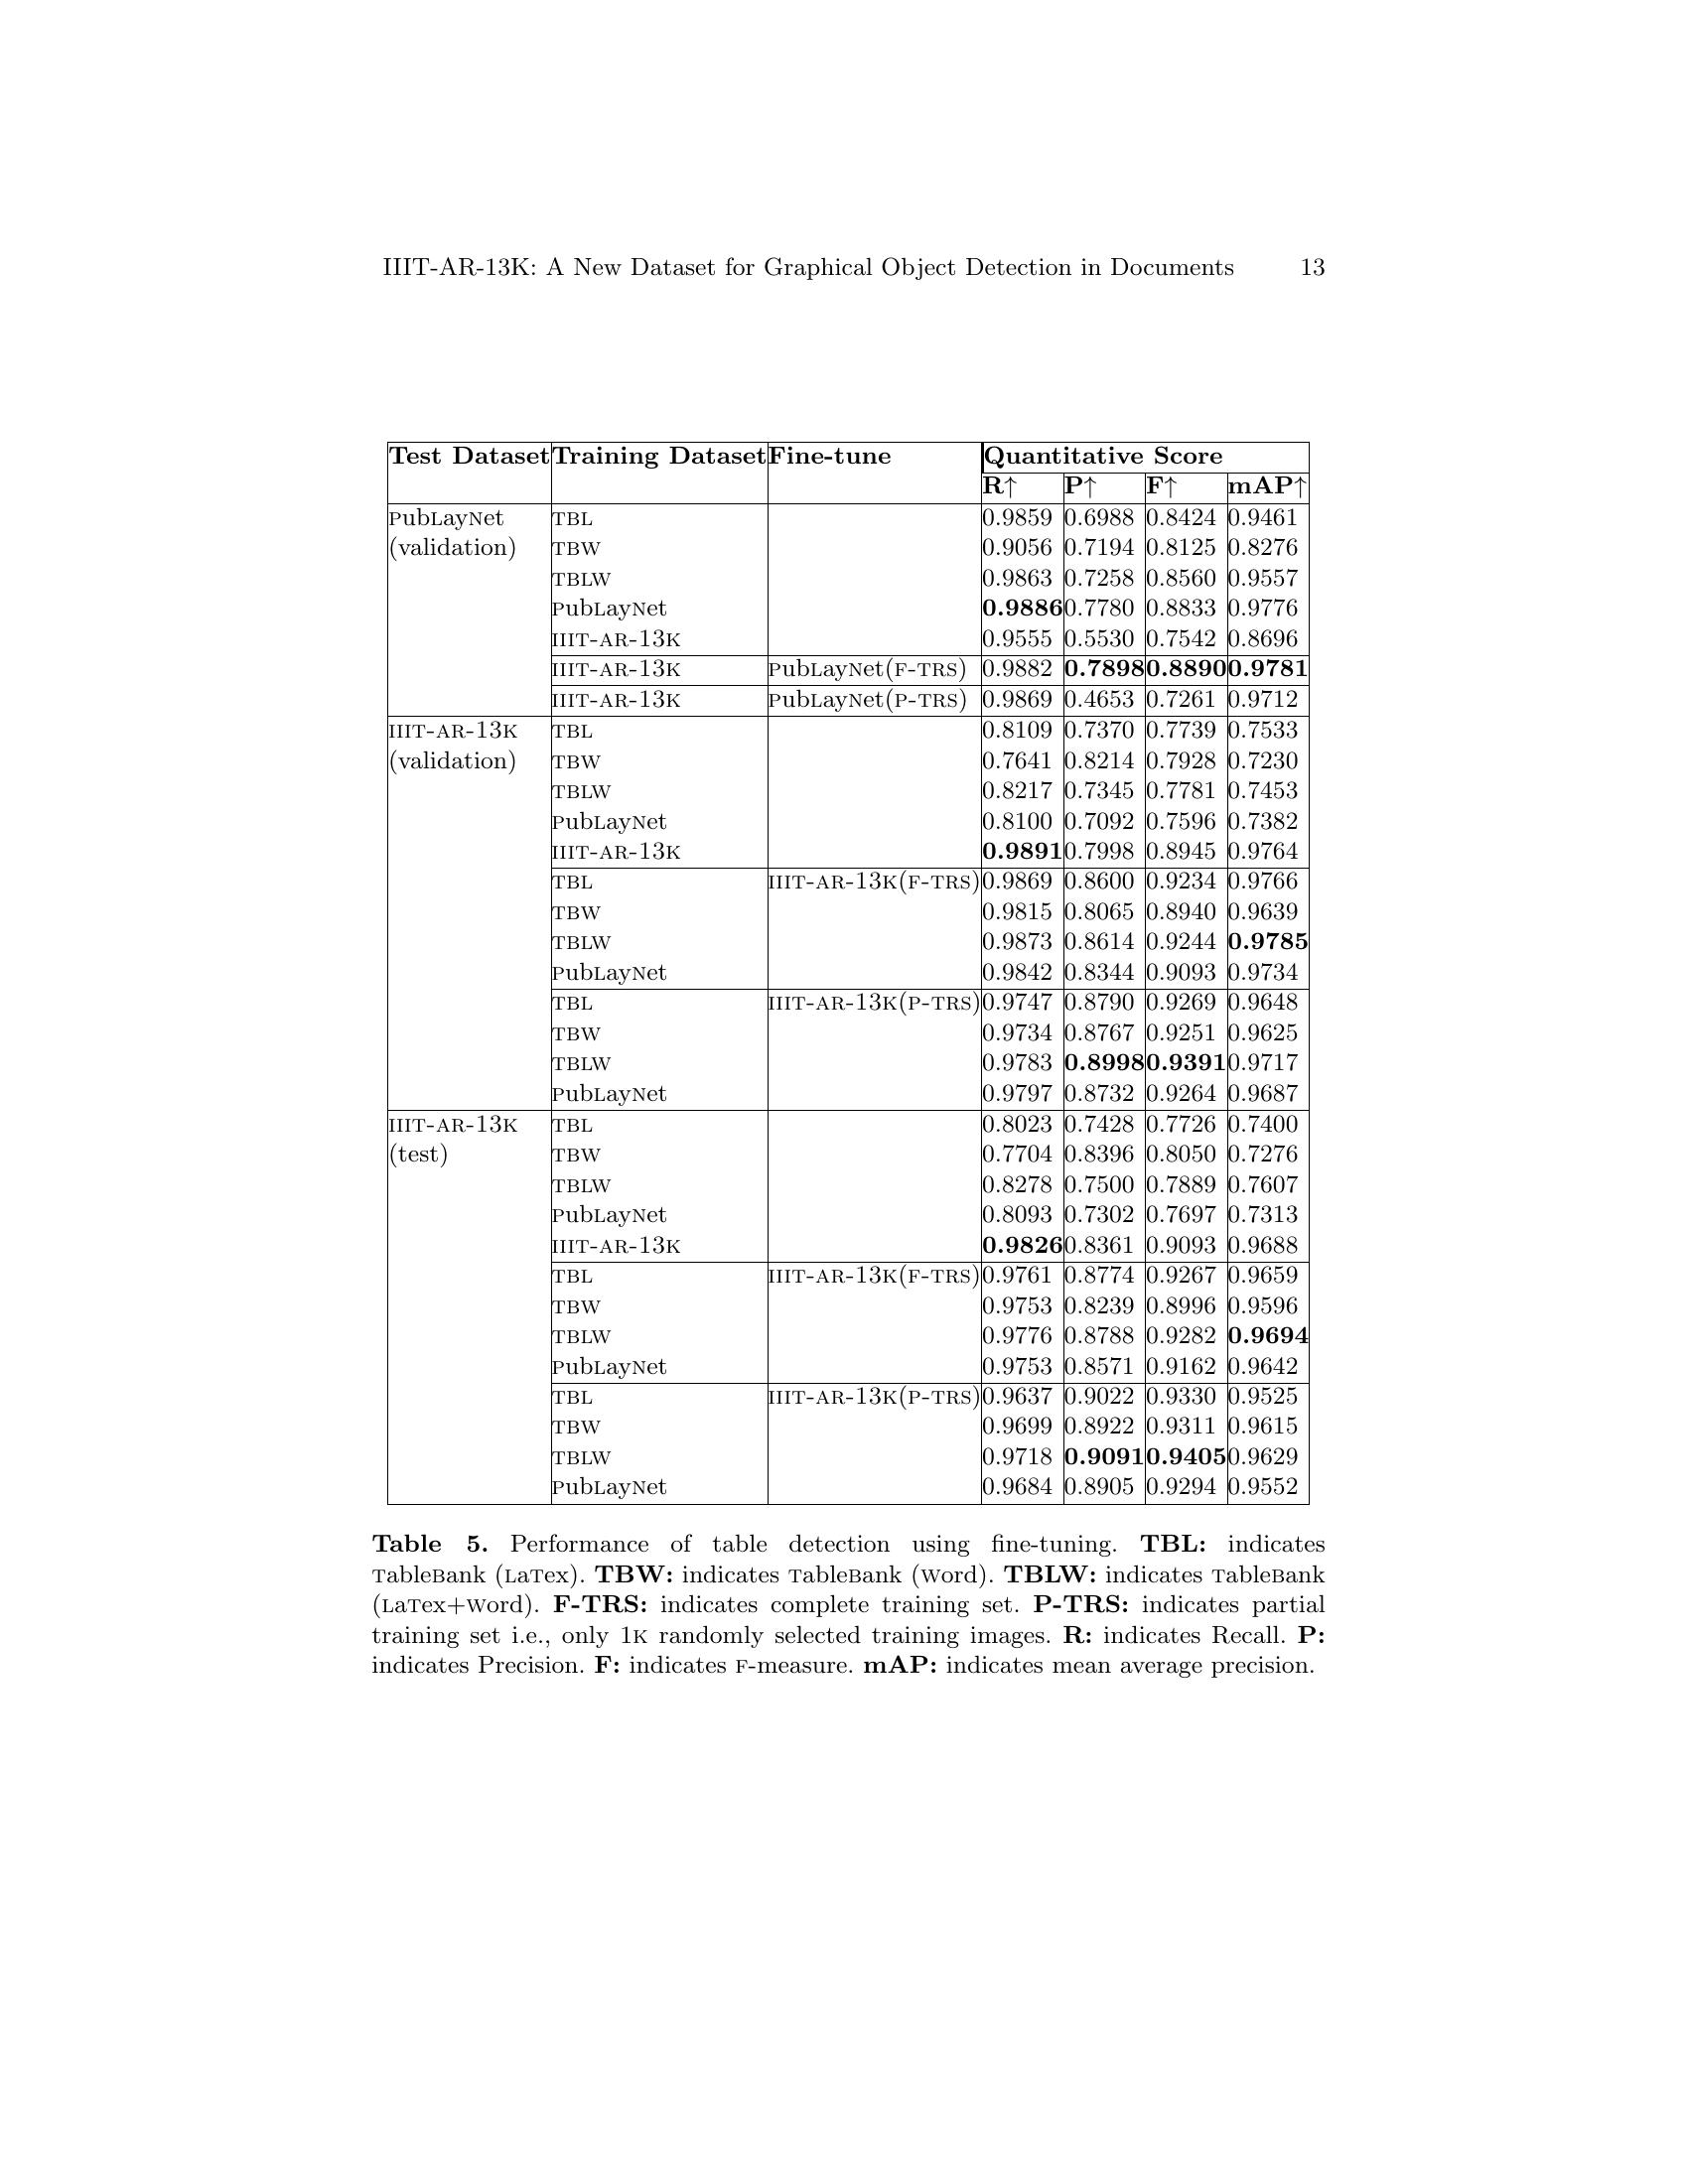 IIIT-AR-13K: A New Dataset for Graphical Object Detection in Documents 13
Test Dataset Training Dataset Fine-tune Quantitative Score
R↑ P↑ F↑ mAP↑
PubLayNet TBL 0.9859 0.6988 0.8424 0.9461
(validation) TBW 0.9056 0.7194 0.8125 0.8276
TBLW 0.9863 0.7258 0.8560 0.9557
PubLayNet 0.9886 0.7780 0.8833 0.9776
IIIT-AR-13K 0.9555 0.5530 0.7542 0.8696
IIIT-AR-13K PubLayNet(F-TRS) 0.9882 0.7898 0.8890 0.9781
IIIT-AR-13K PubLayNet(P-TRS) 0.9869 0.4653 0.7261 0.9712
IIIT-AR-13K TBL 0.8109 0.7370 0.7739 0.7533
(validation) TBW 0.7641 0.8214 0.7928 0.7230
TBLW 0.8217 0.7345 0.7781 0.7453
PubLayNet 0.8100 0.7092 0.7596 0.7382
IIIT-AR-13K 0.9891 0.7998 0.8945 0.9764
TBL IIIT-AR-13K(F-TRS) 0.9869 0.8600 0.9234 0.9766
TBW 0.9815 0.8065 0.8940 0.9639
TBLW 0.9873 0.8614 0.9244 0.9785
PubLayNet 0.9842 0.8344 0.9093 0.9734
TBL IIIT-AR-13K(P-TRS) 0.9747 0.8790 0.9269 0.9648
TBW 0.9734 0.8767 0.9251 0.9625
TBLW 0.9783 0.8998 0.9391 0.9717
PubLayNet 0.9797 0.8732 0.9264 0.9687
IIIT-AR-13K TBL 0.8023 0.7428 0.7726 0.7400
(test) TBW 0.7704 0.8396 0.8050 0.7276
TBLW 0.8278 0.7500 0.7889 0.7607
PubLayNet 0.8093 0.7302 0.7697 0.7313
IIIT-AR-13K 0.9826 0.8361 0.9093 0.9688
TBL IIIT-AR-13K(F-TRS) 0.9761 0.8774 0.9267 0.9659
TBW 0.9753 0.8239 0.8996 0.9596
TBLW 0.9776 0.8788 0.9282 0.9694
PubLayNet 0.9753 0.8571 0.9162 0.9642
TBL IIIT-AR-13K(P-TRS) 0.9637 0.9022 0.9330 0.9525
TBW 0.9699 0.8922 0.9311 0.9615
TBLW 0.9718 0.9091 0.9405 0.9629
PubLayNet 0.9684 0.8905 0.9294 0.9552
Table 5. Performance of table detection using fine-tuning. TBL: indicates
TableBank (LaTex). TBW: indicates TableBank (Word). TBLW: indicates TableBank
(LaTex+Word). F-TRS: indicates complete training set. P-TRS: indicates partial
training set i.e., only 1K randomly selected training images. R: indicates Recall. P:
indicates Precision. F: indicates F-measure. mAP: indicates mean average precision.